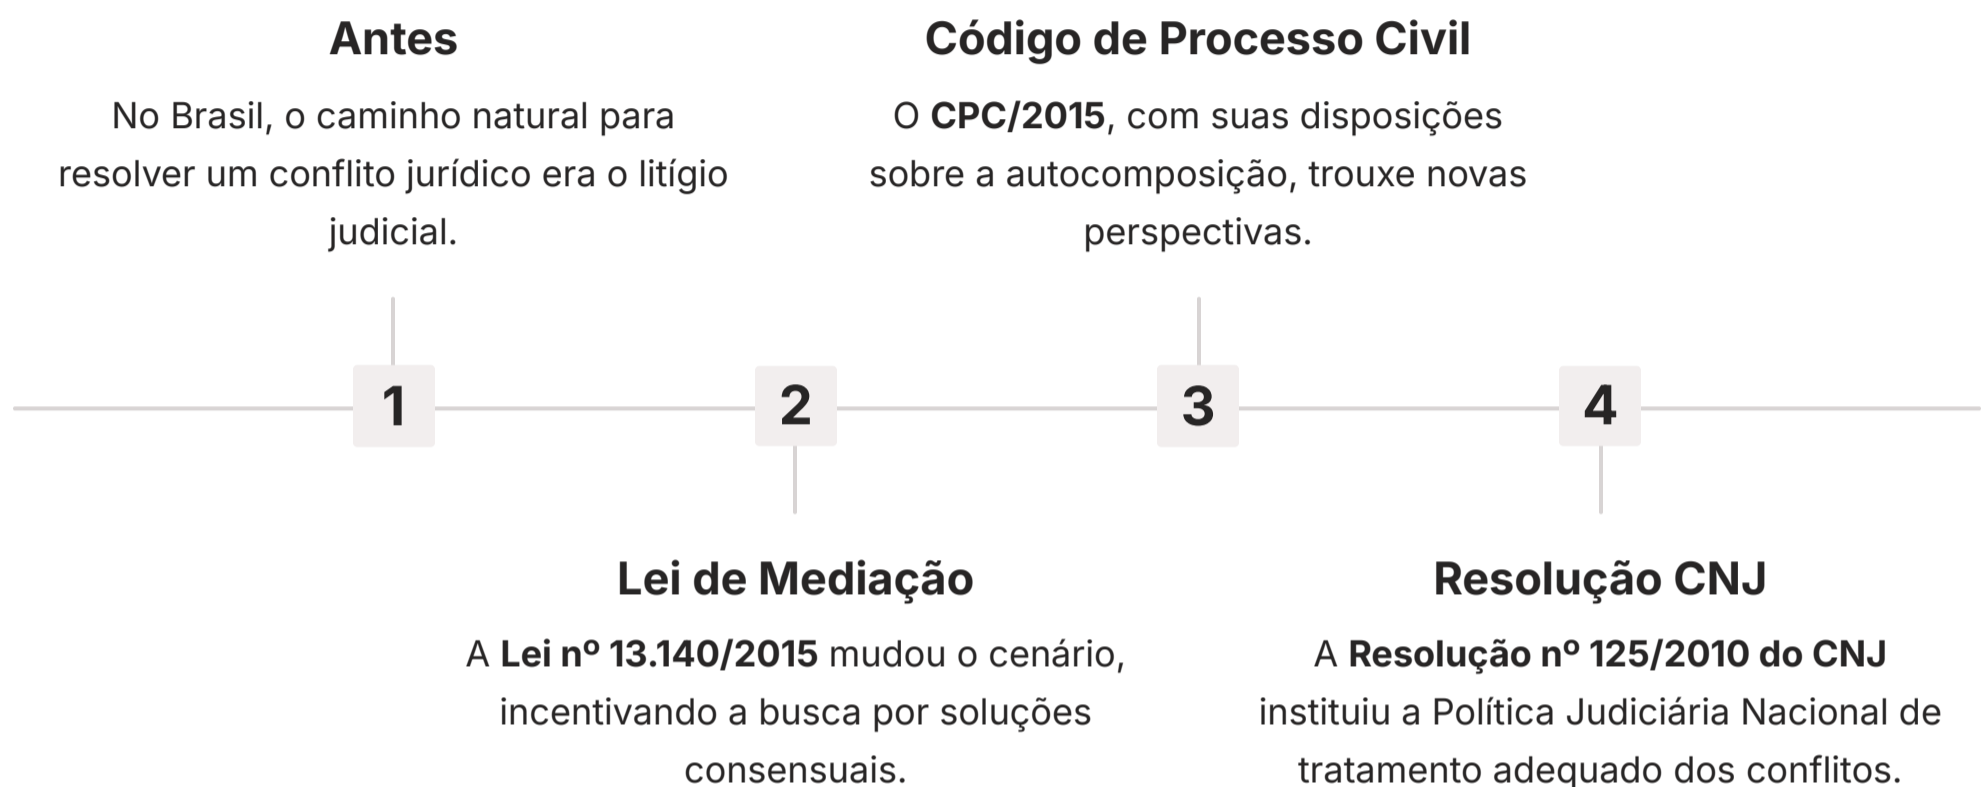 Antes
No Brasil, o caminho natural para
resolver um conflito jurídico era o litígio
judicial.
Código de Processo Civil
O CPC/2015, com suas disposições
sobre a autocomposição, trouxe novas
perspectivas.
1
2
3
4
Lei de Mediação
A Lei nº 13.140/2015 mudou o cenário,
incentivando a busca por soluções
consensuais.
Resolução CNJ
A Resolução nº 125/2010 do CNJ
instituiu a Política Judiciária Nacional de
tratamento adequado dos conflitos.